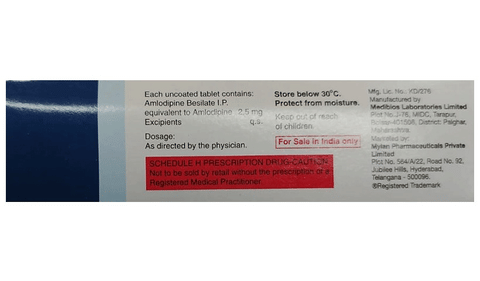 Each uncoated tablet contains:
Amlodipine Besilate I.P.
equivalent to Amlodipine 2.5 mg
Excipients q.s.
Dosage:
As directed by the physician.
SCHEDULE H PRESCRIPTION DRUG-CAUTION
Not to be sold by retail without the prescription of a
Registered Medical Practitioner.
Store below 30°C.
Protect from moisture.
Keep out of reach
of children
For Sale in India only
Mfg. Lic. No.: KD/276
Manufactured by
Medibios Laboratories Limited
Plot No. J-76, MIDC, Tarapur,
Boisar-401506, District: Palghar,
Maharashtra
Marketed by:
Mylan Pharmaceuticals Private
Limited
Plot No. 564/A/22, Road No. 92,
Jubilee Hills, Hyderabad,
Telangana - 500096.
®Registered Trademark